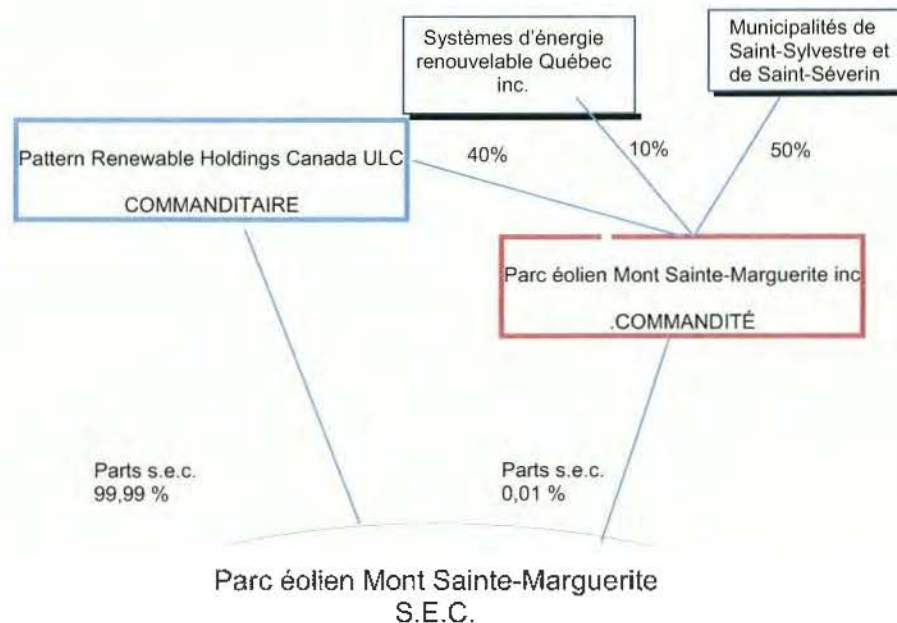 Systèmes d'énergie
renouvelable Québec
inc.
Municipalités de
Saint-Sylvestre et
de Saint-Séverin
Pattern Renewable Holdings Canada ULC
COMMANDITAIRE
40%
10%
50%
Parc éolien Mont Sainte-Marguerite inc
.COMMANDITÉ
Parts s.e.c.
99,99 %
Parts s.e.c.
0,01 %
Parc éolien Mont Sainte-Marguerite
S.E.C.